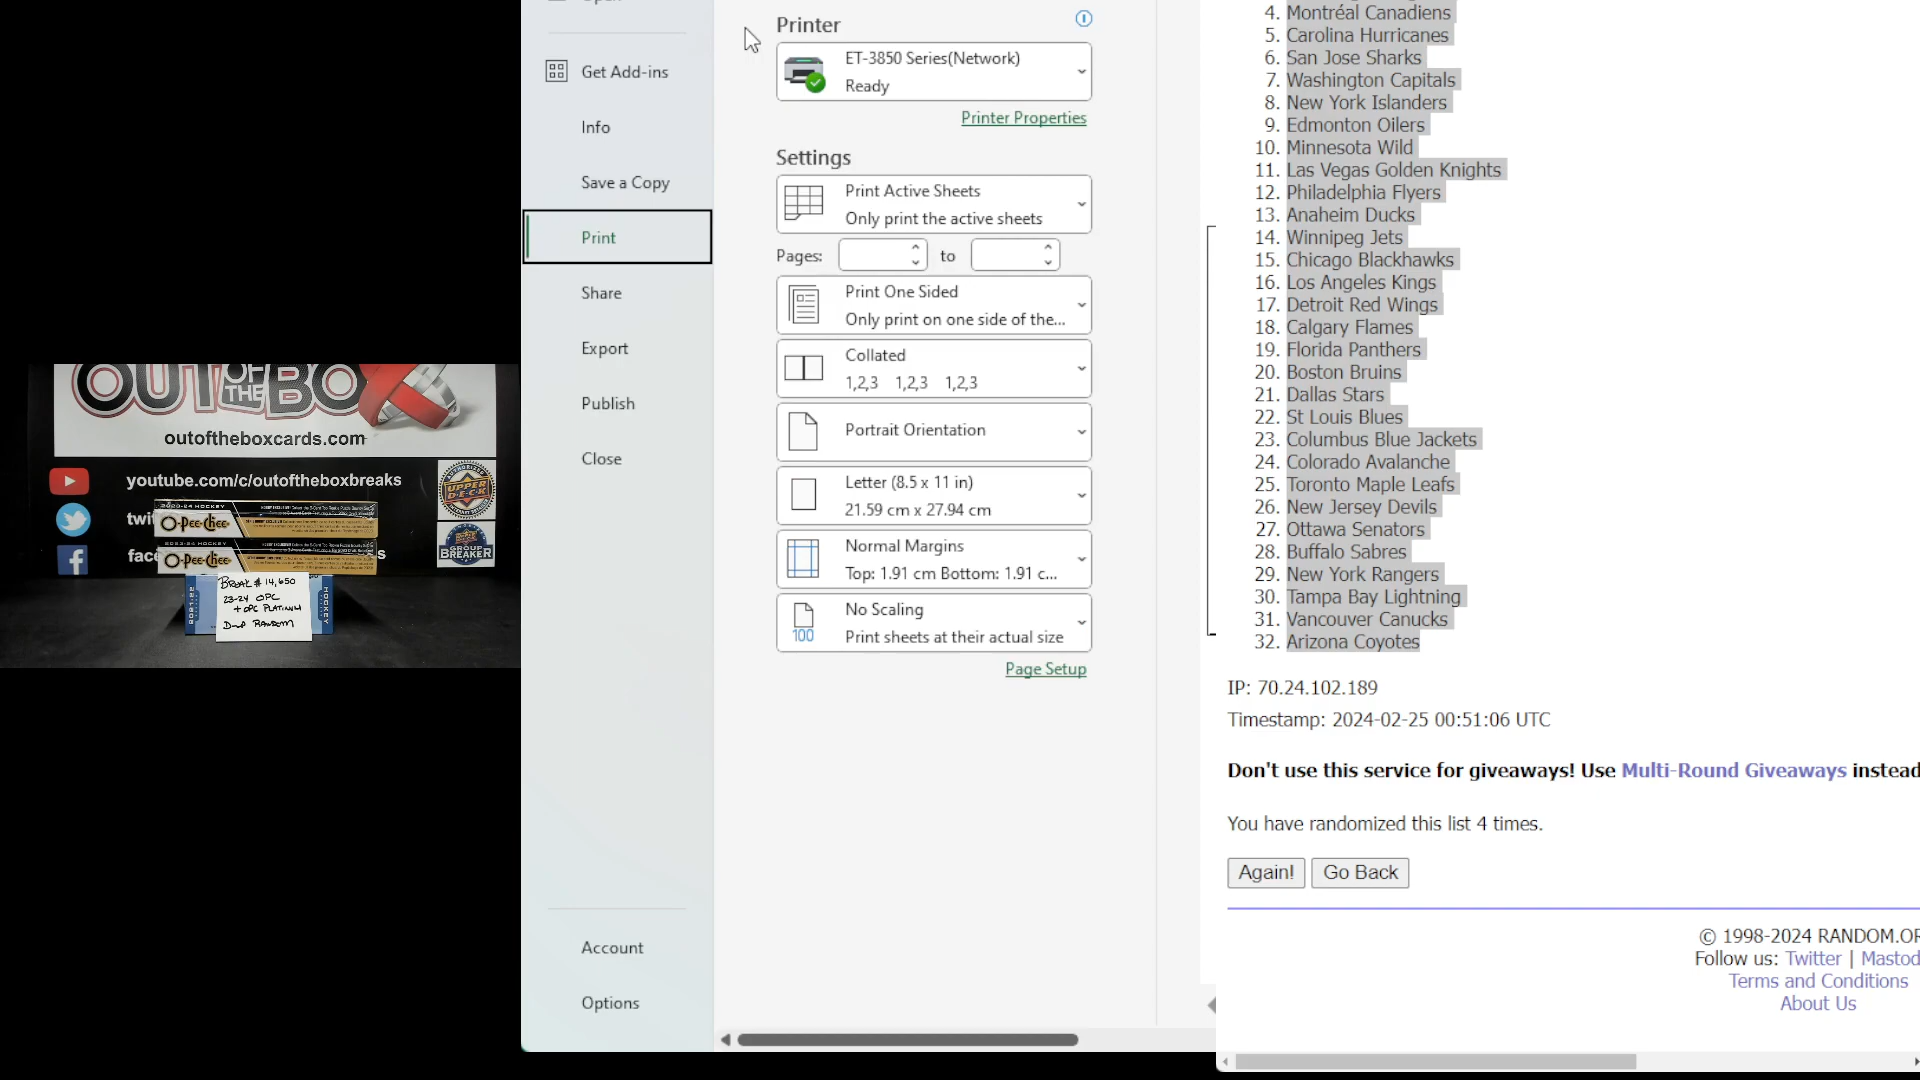 OUT OF THE BOX
outoftheboxcards.com
youtube.com/c/outoftheboxbreaks
UPPER DECK
GROUP BREAKER
O-Pee-Chee
O-Pee-Chee
BREAK # 14,650
23-24 OPC
+ OPC PLATINUM
HOCKEY
Get Add-ins
Info
Save a Copy
Print
Share
Export
Publish
Close
Account
Options
Printer
ET-3850 Series(Network)
Ready
Printer Properties
Settings
Print Active Sheets
Only print the active sheets
Pages:
to
Print One Sided
Only print on one side of the...
Collated
1,2,3 1,2,3 1,2,3
Portrait Orientation
Letter (8.5 x 11 in)
21.59 cm x 27.94 cm
Normal Margins
Top: 1.91 cm Bottom: 1.91 c...
No Scaling
100
Print sheets at their actual size
Page Setup
4. Montréal Canadiens
5. Carolina Hurricanes
6. San Jose Sharks
7. Washington Capitals
8. New York Islanders
9. Edmonton Oilers
10. Minnesota Wild
11. Las Vegas Golden Knights
12. Philadelphia Flyers
13. Anaheim Ducks
14. Winnipeg Jets
15. Chicago Blackhawks
16. Los Angeles Kings
17. Detroit Red Wings
18. Calgary Flames
19. Florida Panthers
20. Boston Bruins
21. Dallas Stars
22. St Louis Blues
23. Columbus Blue Jackets
24. Colorado Avalanche
25. Toronto Maple Leafs
26. New Jersey Devils
27. Ottawa Senators
28. Buffalo Sabres
29. New York Rangers
30. Tampa Bay Lightning
31. Vancouver Canucks
32. Arizona Coyotes
IP: 70.24.102.189
Timestamp: 2024-02-25 00:51:06 UTC
Don't use this service for giveaways! Use Multi-Round Giveaways instead
You have randomized this list 4 times.
Again!
Go Back
© 1998-2024 RANDOM.OR
Follow us: Twitter | Mastod
Terms and Conditions
About Us